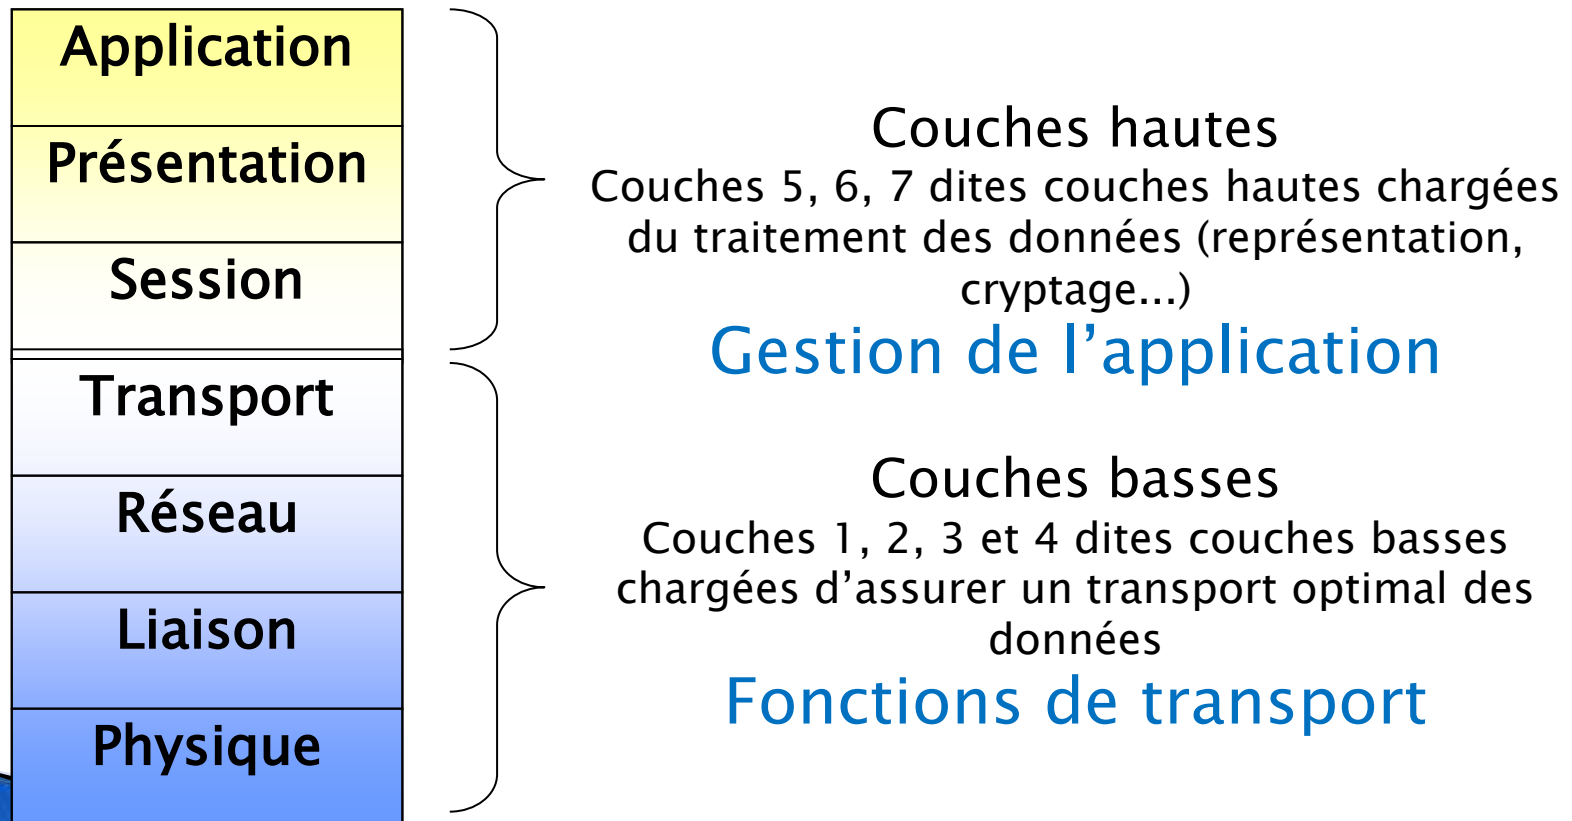 Application
Présentation
Session
Transport
Réseau
Liaison
Physique
Couches hautes
Couches 5, 6, 7 dites couches hautes chargées
du traitement des données (représentation,
cryptage...)
Gestion de l’application
Couches basses
Couches 1, 2, 3 et 4 dites couches basses
chargées d’assurer un transport optimal des
données
Fonctions de transport